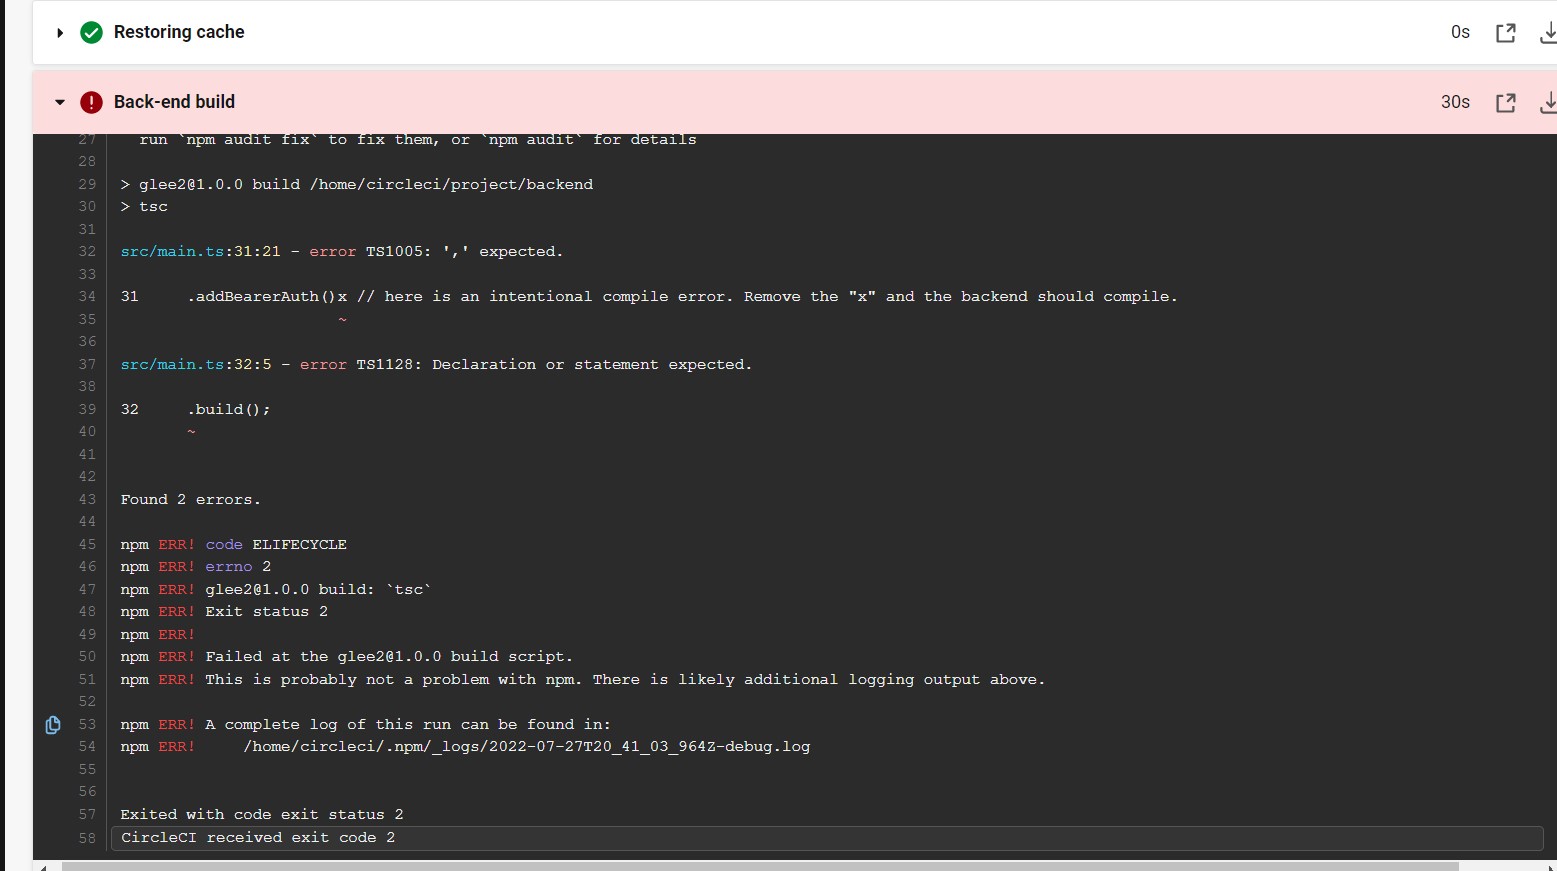 Restoring cache
0s
Back-end build
30s
27 run `npm audit fix` to fix them, or `npm audit` for details
28
29 > glee2@1.0.0 build /home/circleci/project/backend
30 > tsc
31
32 src/main.ts:31:21 - error TS1005: ',' expected.
33
34 31     .addBearerAuth()x // here is an intentional compile error. Remove the "x" and the backend should compile.
35                        ~
36
37 src/main.ts:32:5 - error TS1128: Declaration or statement expected.
38
39 32     .build();
40        ~
41
42
43 Found 2 errors.
44
45 npm ERR! code ELIFECYCLE
46 npm ERR! errno 2
47 npm ERR! glee2@1.0.0 build: `tsc`
48 npm ERR! Exit status 2
49 npm ERR!
50 npm ERR! Failed at the glee2@1.0.0 build script.
51 npm ERR! This is probably not a problem with npm. There is likely additional logging output above.
52
53 npm ERR! A complete log of this run can be found in:
54 npm ERR!     /home/circleci/.npm/_logs/2022-07-27T20_41_03_964Z-debug.log
55
56
57 Exited with code exit status 2
58 CircleCI received exit code 2